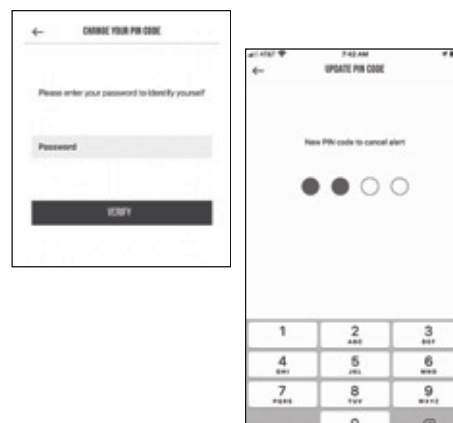 CHANGE YOUR PIN CODE
Please enter your password to identify yourself
Password
VERIFY
AT&T 7:42 AM
UPDATE PIN CODE
New PIN code to cancel alert
1 2 3
ABC DEF
4 5 6
GHI JKL MNO
7 8 9
PQRS TUV WXYZ
0